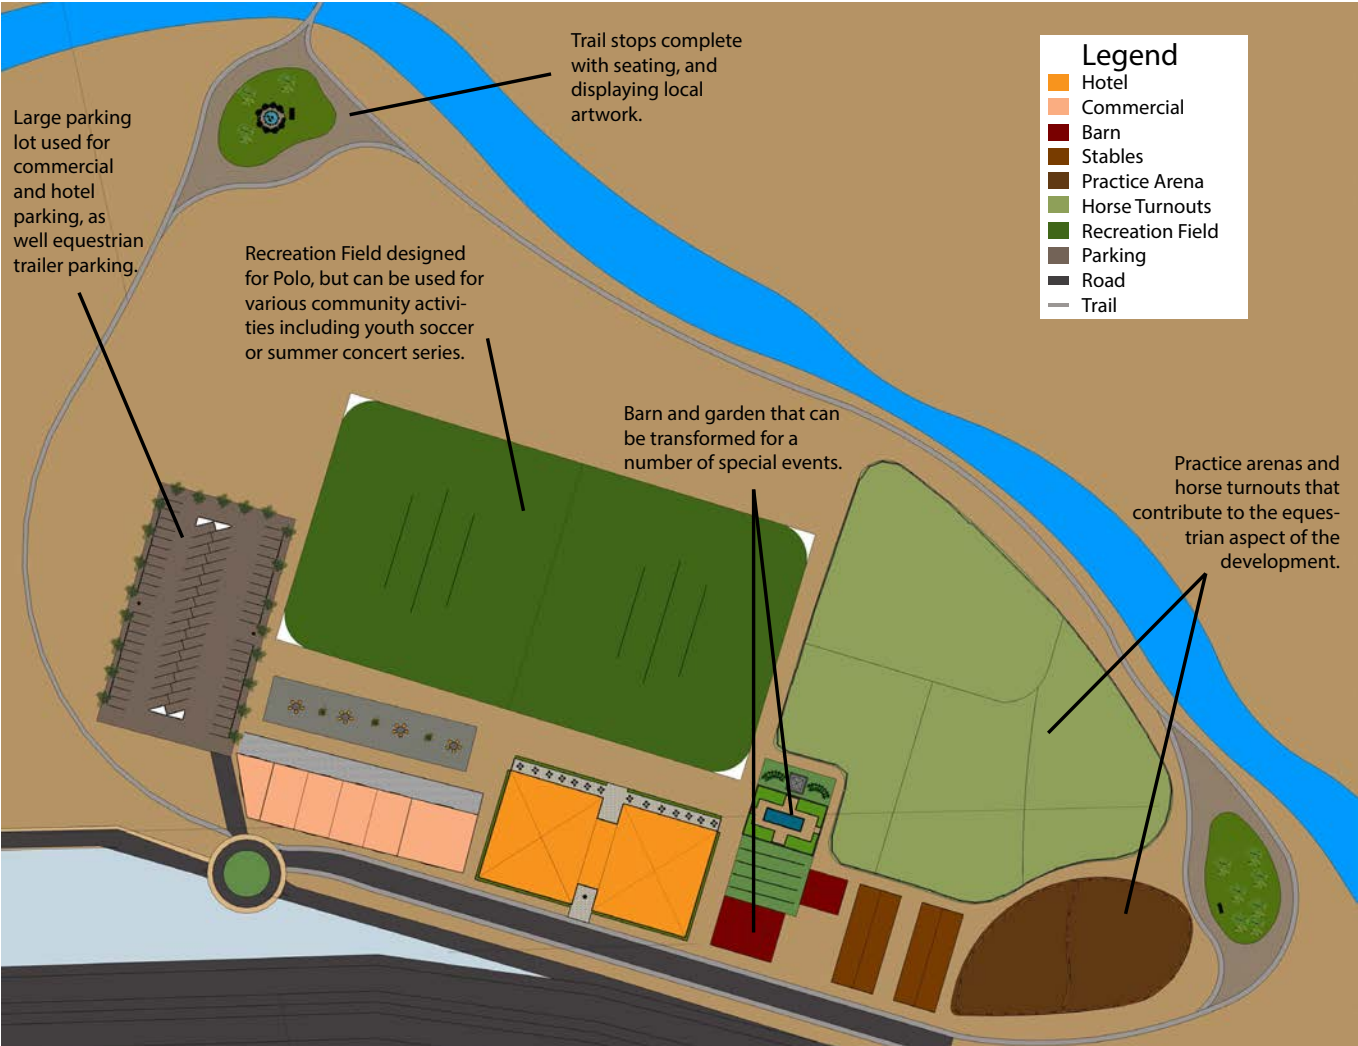 Trail stops complete
with seating, and
displaying local
artwork.
Legend
Hotel
Commercial
Barn
Stables
Practice Arena
Horse Turnouts
Recreation Field
Parking
Road
Trail
Large parking
lot used for
commercial
and hotel
parking, as
well equestrian
trailer parking.
Recreation Field designed
for Polo, but can be used for
various community activi-
ties including youth soccer
or summer concert series.
Barn and garden that can
be transformed for a
number of special events.
Practice arenas and
horse turnouts that
contribute to the eques-
trian aspect of the
development.